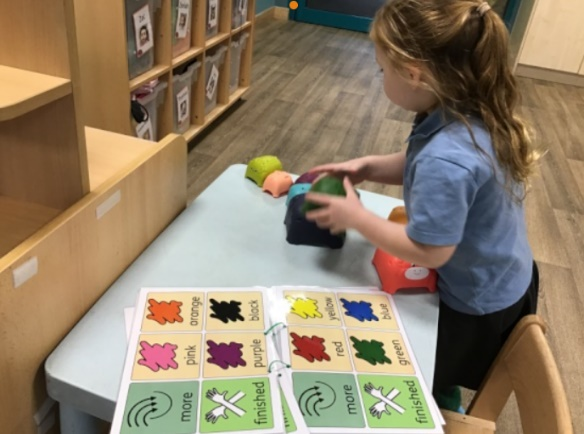 orange
black
yellow
blue
pink
purple
red
green
more
finished
more
finished